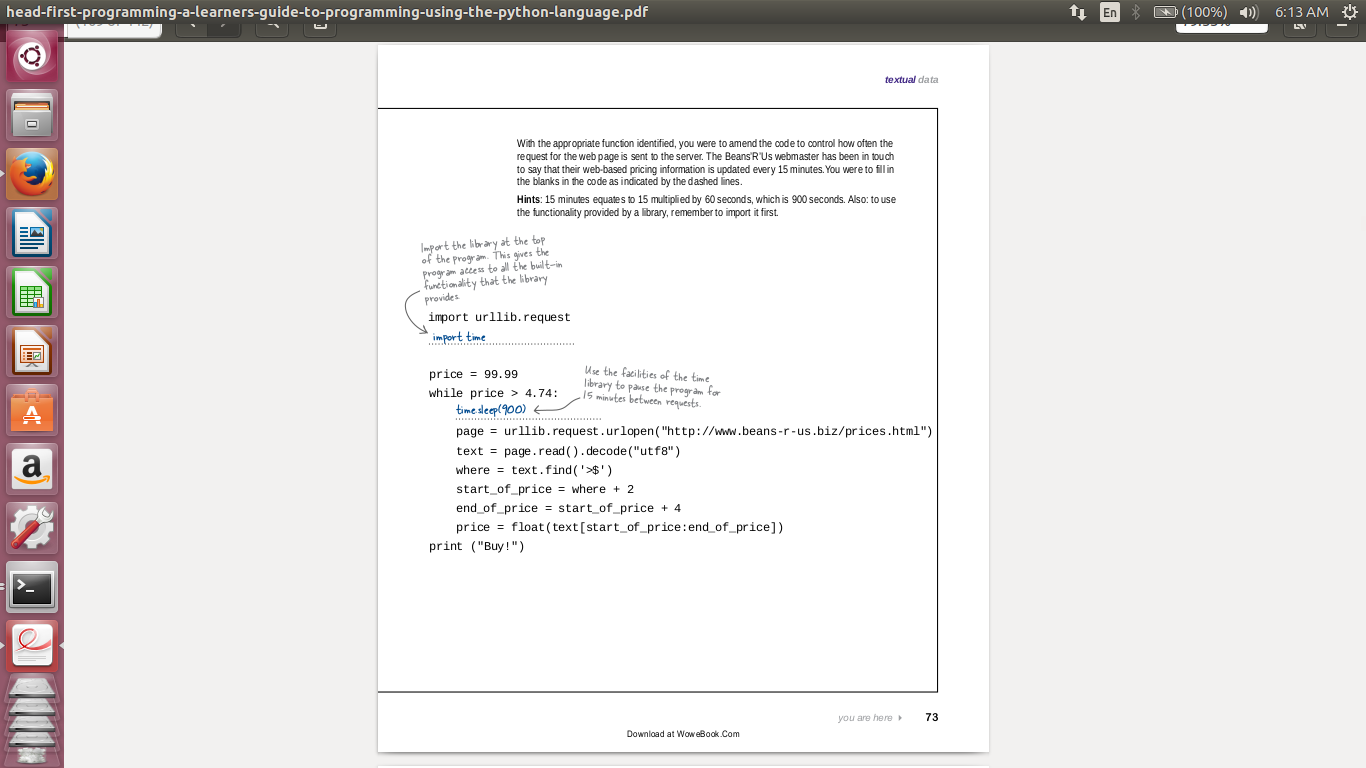 head-first-programming-a-learners-guide-to-programming-using-the-python-language.pdf
En
(100%)
6:13 AM
textual data
With the appropriate function identified, you were to amend the code to control how often the
request for the web page is sent to the server. The Beans'R'Us webmaster has been in touch
to say that their web-based pricing information is updated every 15 minutes.You were to fill in
the blanks in the code as indicated by the dashed lines.
Hints: 15 minutes equates to 15 multiplied by 60 seconds, which is 900 seconds. Also: to use
the functionality provided by a library, remember to import it first.
Import the library at the top
of the program. This gives the
program access to all the built-in
functionality that the library
provides
import urllib.request
import time
price = 99.99
while price > 4.74:
Use the facilities of the time
library to pause the program for
15 minutes between requests.
time.sleep(900)
page = urllib.request.urlopen("http://www.beans-r-us.biz/prices.html")
text = page.read().decode("utf8")
where = text.find('>$')
start_of_price = where + 2
end_of_price = start_of_price + 4
price = float(text[start_of_price:end_of_price])
print ("Buy!")
you are here
73
Download at WoweBook.Com